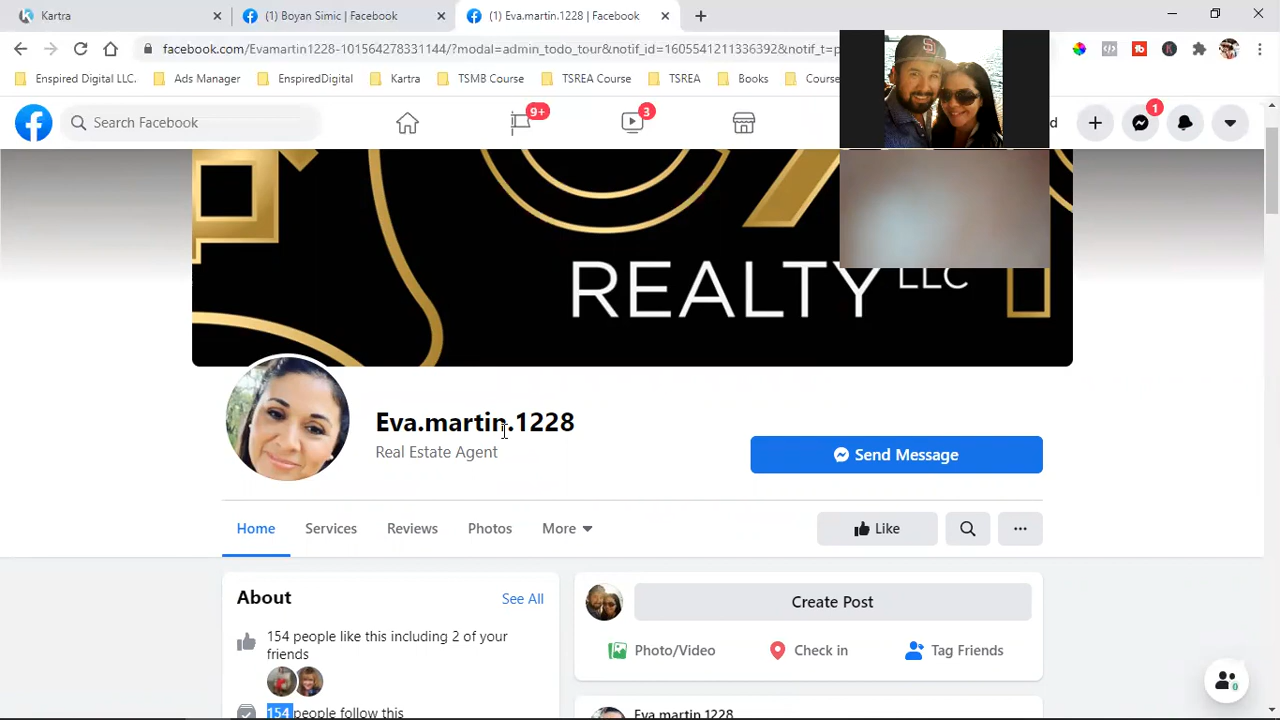 Kartra
(1) Boyan Simic | Facebook
(1) Eva.martin.1228 | Facebook
facebook.com/Evamartin1228-101564278331144/?modal=admin_todo_tour&notif_id=1605541211336392&notif_t=p
Enspired Digital LLC.
Ads Manager
EnspiredDigital
Kartra
TSMB Course
TSREA Course
TSREA
Books
Course
Search Facebook
9+
3
1
REALTY LLC
Eva.martin.1228
Real Estate Agent
Send Message
Home
Services
Reviews
Photos
More
Like
About
See All
154 people like this including 2 of your
friends
154 people follow this
Create Post
Photo/Video
Check in
Tag Friends
Eva.martin.1228
0